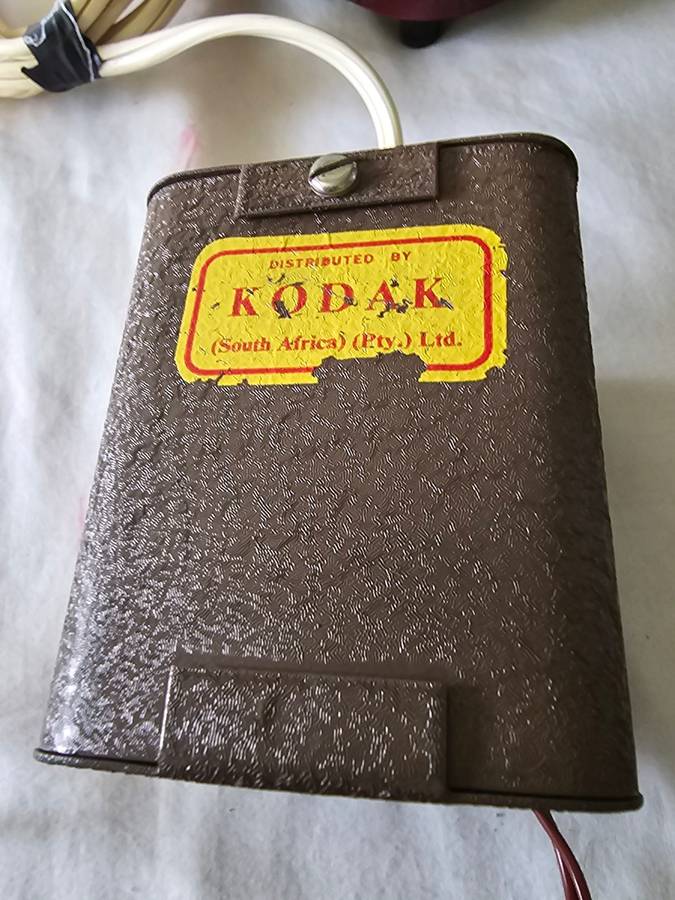 DISTRIBUTED BY
KODAK
(South Africa) (Pty.) Ltd.